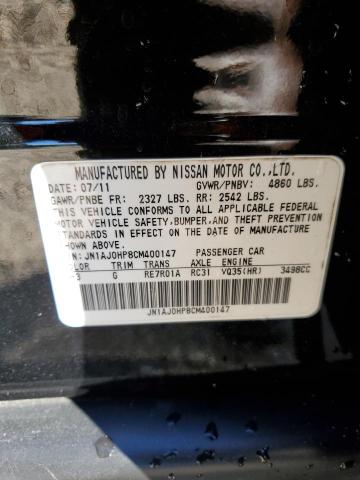 MANUFACTURED BY NISSAN MOTOR CO.,LTD.
DATE: 07/11 GVWR/PNBV: 4860 LBS.
GAWR/PNBE FR: 2327 LBS. RR: 2542 LBS.
THIS VEHICLE CONFORMS TO ALL APPLICABLE FEDERAL
MOTOR VEHICLE SAFETY, BUMPER, AND THEFT PREVENTION
STANDARDS IN EFFECT ON THE DATE OF MANUFACTURE
SHOWN ABOVE.
IN: JN1AJ0HP8CM400147 PASSENGER CAR
LOR TRIM TRANS AXLE ENGINE
3 G RE7R01A RC31 VQ35(HR) 3498CC
JN1AJ0HP8CM400147